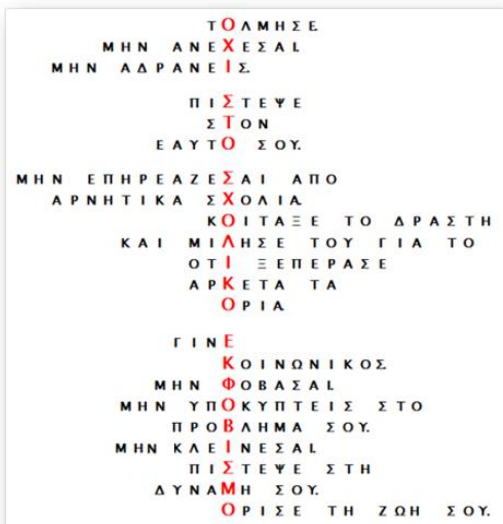 ΤΟΛΜΗΣΕ.
ΜΗΝ ΑΝΕΧΕΣΑΙ.
ΜΗΝ ΑΔΡΑΝΕΙΣ.
ΠΙΣΤΕΨΕ
ΣΤΟΝ
ΕΑΥΤΟ ΣΟΥ.
ΜΗΝ ΕΠΗΡΕΑΖΕΣΑΙ ΑΠΟ
ΑΡΝΗΤΙΚΑ ΣΧΟΛΙΑ.
ΚΟΙΤΑΞΕ ΤΟ ΔΡΑΣΤΗ
ΚΑΙ ΜΙΛΗΣΕ ΤΟΥ ΓΙΑ ΤΟ
ΟΤΙ ΞΕΠΕΡΑΣΕ
ΑΡΚΕΤΑ ΤΑ
ΟΡΙΑ.
ΓΙΝΕ
ΚΟΙΝΩΝΙΚΟΣ.
ΜΗΝ ΦΟΒΑΣΑΙ.
ΜΗΝ ΥΠΟΚΥΠΤΕΙΣ ΣΤΟ
ΠΡΟΒΛΗΜΑ ΣΟΥ.
ΜΗΝ ΚΛΕΙΝΕΣΑΙ.
ΠΙΣΤΕΨΕ ΣΤΗ
ΔΥΝΑΜΗ ΣΟΥ.
ΟΡΙΣΕ ΤΗ ΖΩΗ ΣΟΥ.